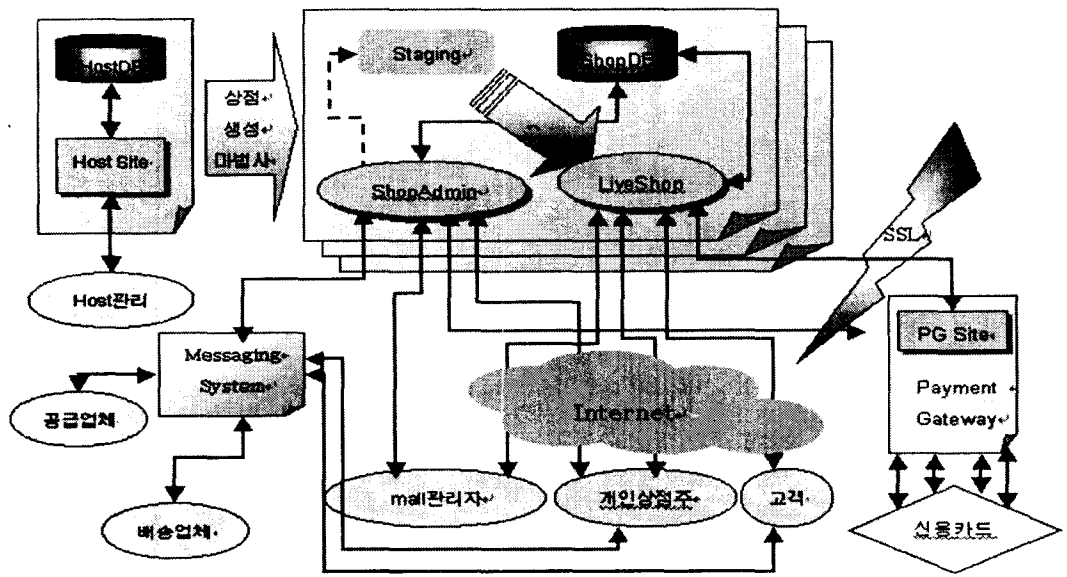 HostDB
Host Site
Host관리
상점
생성
마법사
Staging
ShopDB
ShopAdmin
LiveShop
SSL
Messaging
System
공급업체
배송업체
Internet
mall관리자
개인상점주
고객
PG Site
Payment
Gateway
신용카드